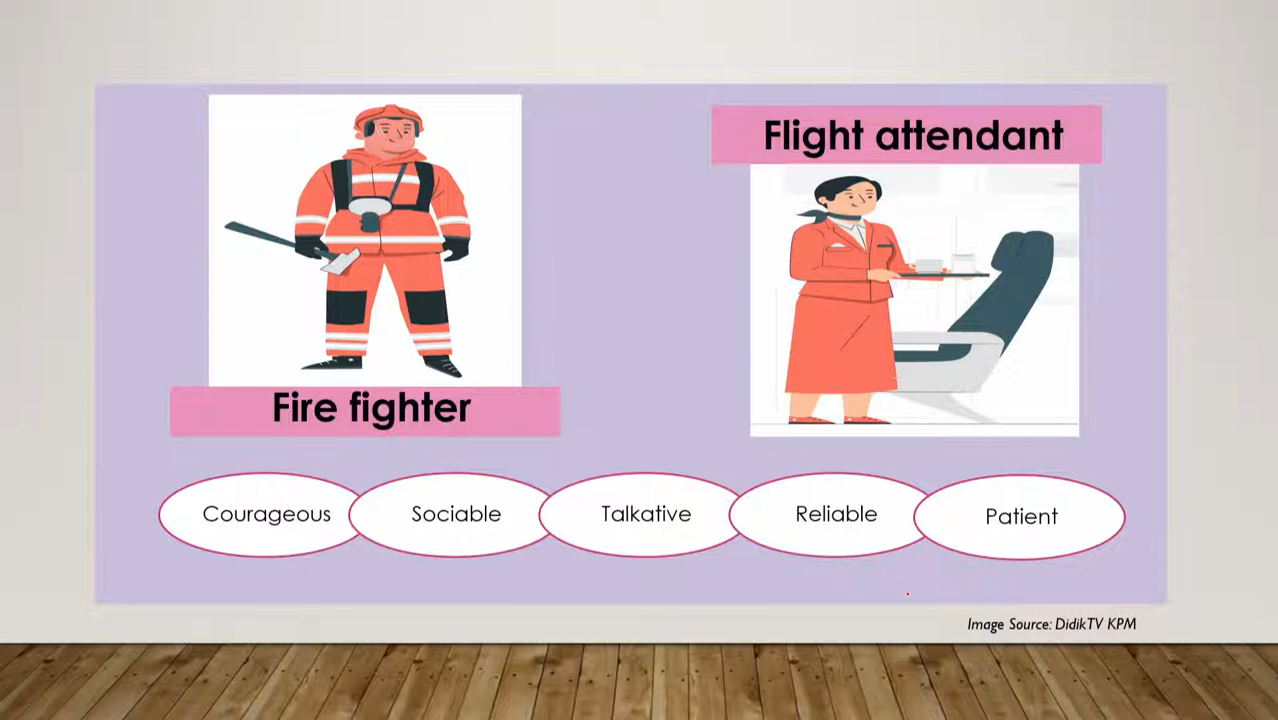 Flight attendant
Fire fighter
Courageous
Sociable
Talkative
Reliable
Patient
Image Source: DidikTV KPM